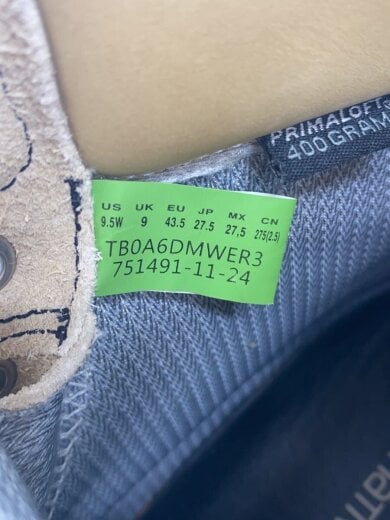 PRIMALOFT
400 GRAM
US UK EU JP MX CN
9.5W 9 43.5 27.5 27,5 275(2.5)
TB0A6DMWER3
751491-11-24